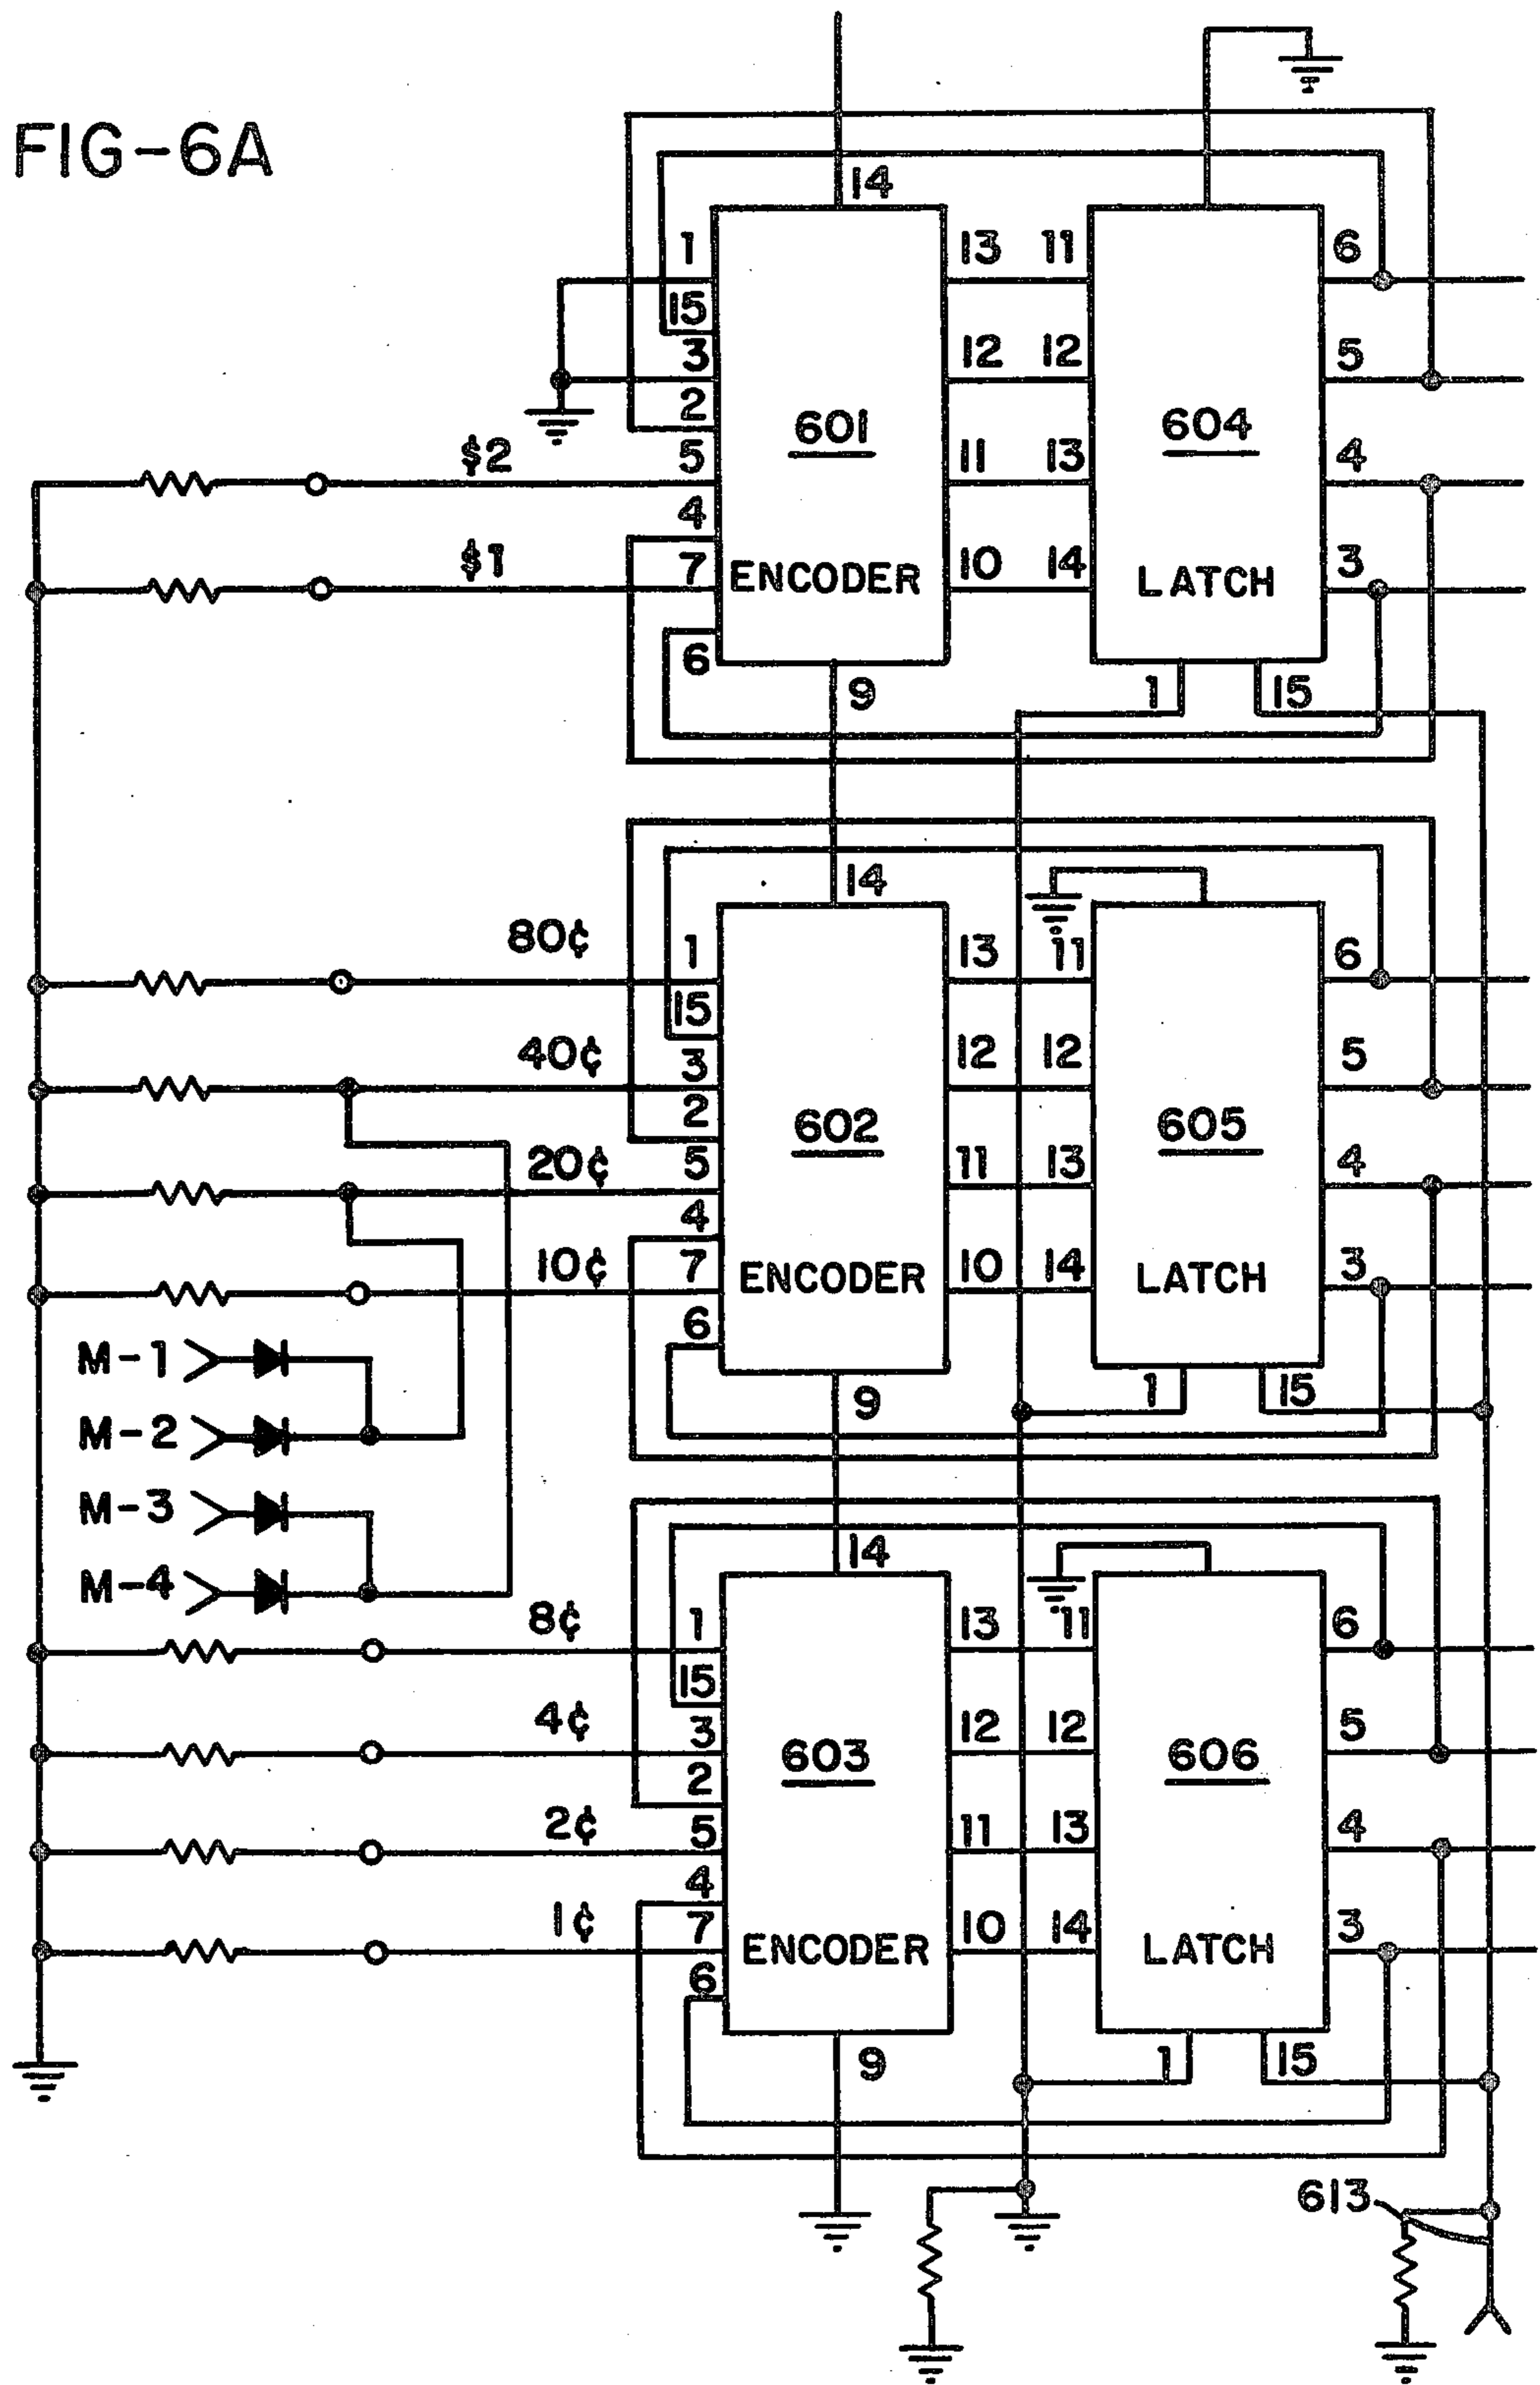 FIG-6A
14
1 13 11 6
15
3 12 12 5
2
601 604
$2 5 11 13 4
4
$1 7 ENCODER 10 14 LATCH 3
6
9 1 15
14
80¢ 1 13 11 6
15
40¢ 3 12 12 5
2
602 605
20¢ 5 11 13 4
4
10¢ 7 ENCODER 10 14 LATCH 3
6
M-1
9 1 15
M-2
M-3
14
M-4
8¢ 1 13 11 6
15
4¢ 3 12 12 5
603 606
2
2¢ 5 11 13 4
4
1¢ 7 ENCODER 10 14 LATCH 3
6
9 1 15
613